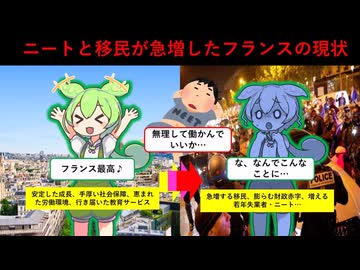 ニートと移民が急増したフランスの現状
NEET
無理して働かんで
いいか…
フランス最高♪
な、なんでこんな
ことに…
安定した成長、手厚い社会保障、恵まれ
た労働環境、行き届いた教育サービス
急増する移民、膨らむ財政赤字、増える
若年失業者・ニート…